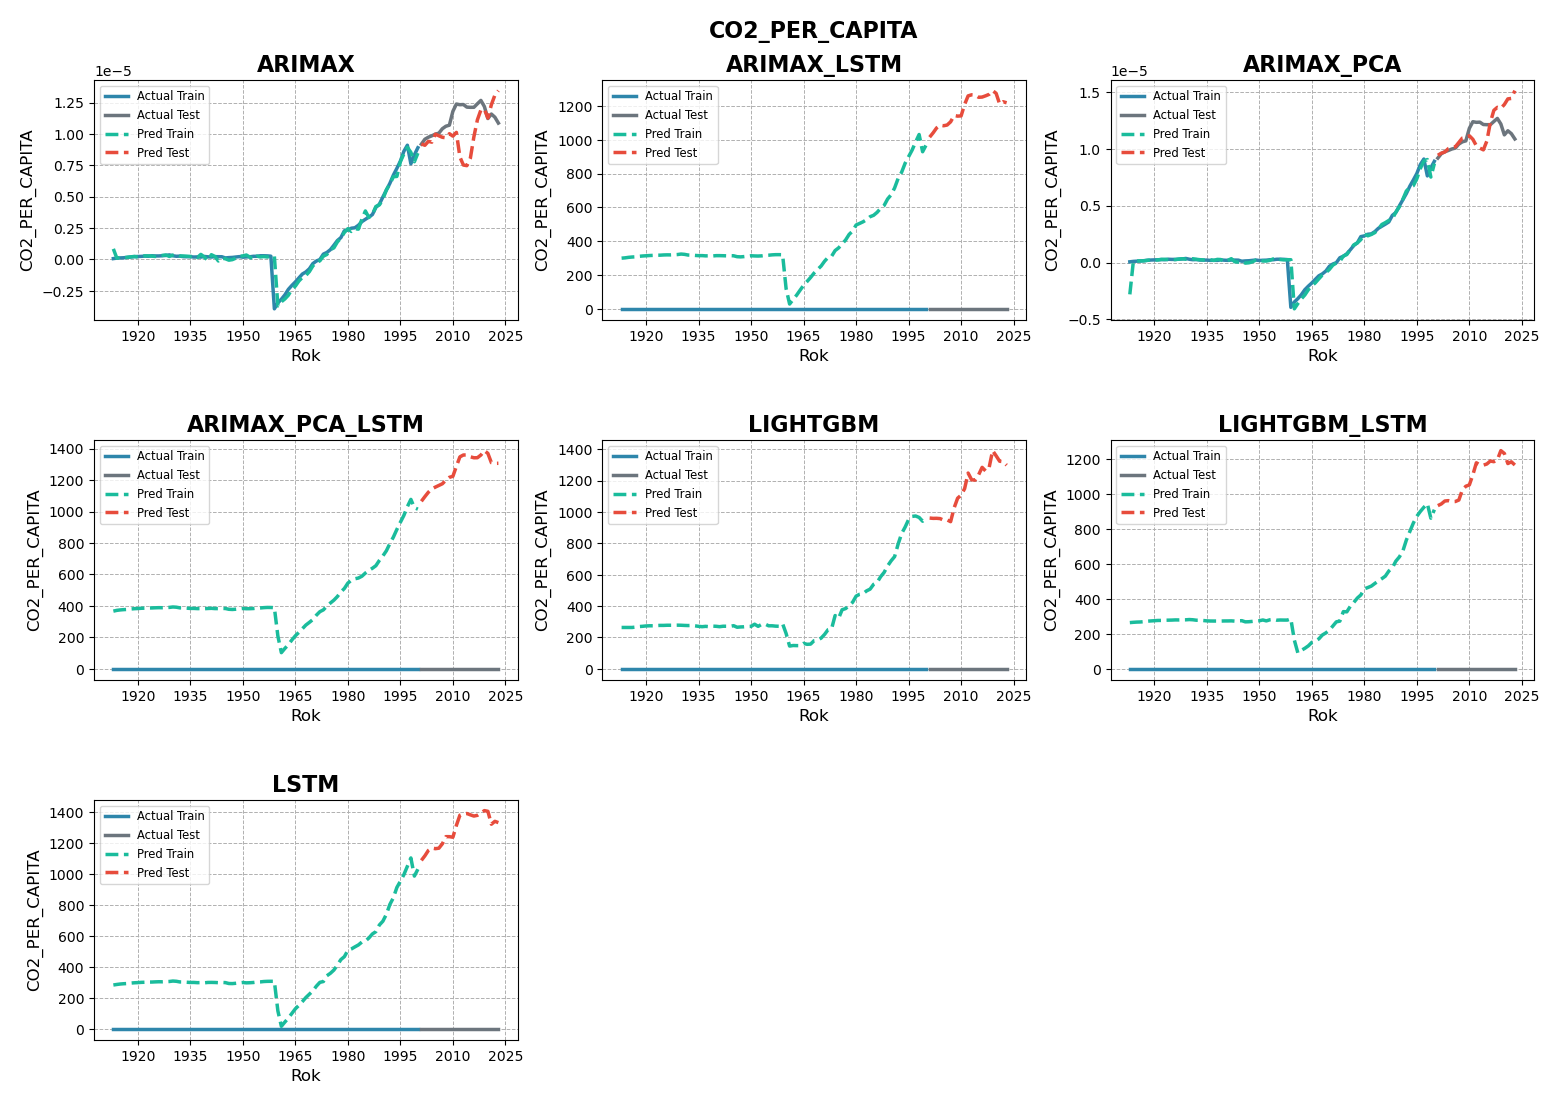 CO2_PER_CAPITA
ARIMAX
1e−5
CO2_PER_CAPITA
1.25
1.00
0.75
0.50
0.25
0.00
−0.25
Actual Train
Actual Test
Pred Train
Pred Test
1920 1935 1950 1965 1980 1995 2010 2025
Rok
ARIMAX_LSTM
CO2_PER_CAPITA
1200
1000
800
600
400
200
0
Actual Train
Actual Test
Pred Train
Pred Test
1920 1935 1950 1965 1980 1995 2010 2025
Rok
ARIMAX_PCA
1e−5
CO2_PER_CAPITA
1.5
1.0
0.5
0.0
−0.5
Actual Train
Actual Test
Pred Train
Pred Test
1920 1935 1950 1965 1980 1995 2010 2025
Rok
ARIMAX_PCA_LSTM
CO2_PER_CAPITA
1400
1200
1000
800
600
400
200
0
Actual Train
Actual Test
Pred Train
Pred Test
1920 1935 1950 1965 1980 1995 2010 2025
Rok
LIGHTGBM
CO2_PER_CAPITA
1400
1200
1000
800
600
400
200
0
Actual Train
Actual Test
Pred Train
Pred Test
1920 1935 1950 1965 1980 1995 2010 2025
Rok
LIGHTGBM_LSTM
CO2_PER_CAPITA
1200
1000
800
600
400
200
0
Actual Train
Actual Test
Pred Train
Pred Test
1920 1935 1950 1965 1980 1995 2010 2025
Rok
LSTM
CO2_PER_CAPITA
1400
1200
1000
800
600
400
200
0
Actual Train
Actual Test
Pred Train
Pred Test
1920 1935 1950 1965 1980 1995 2010 2025
Rok